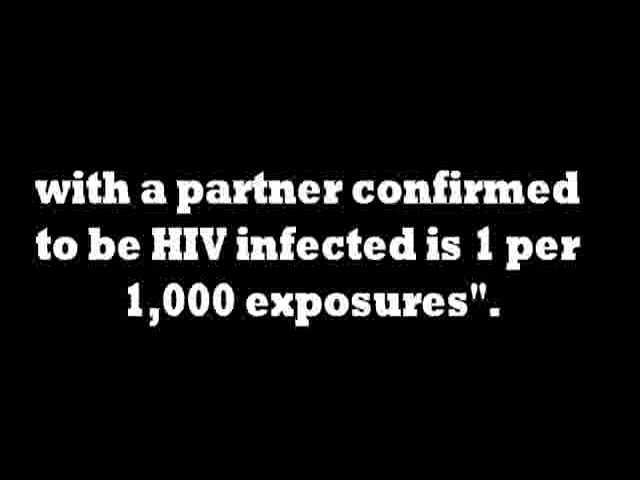 with a partner confirmed
to be HIV infected is 1 per
1,000 exposures".